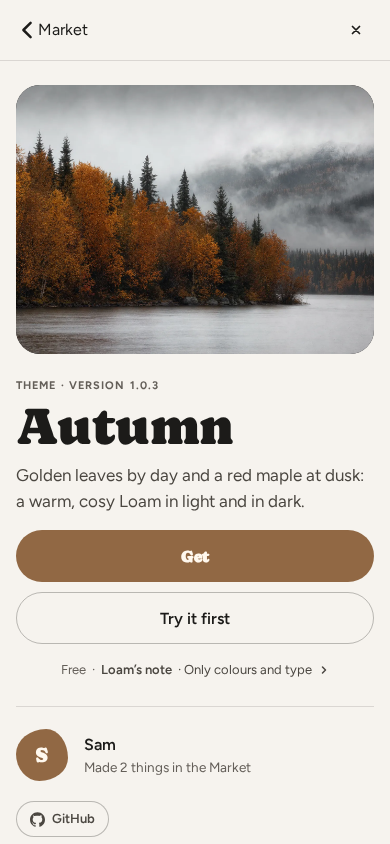 Market
THEME · VERSION 1.0.3
Autumn
Golden leaves by day and a red maple at dusk:
a warm, cosy Loam in light and in dark.
Get
Try it first
Free · Loam’s note · Only colours and type
S
Sam
Made 2 things in the Market
GitHub